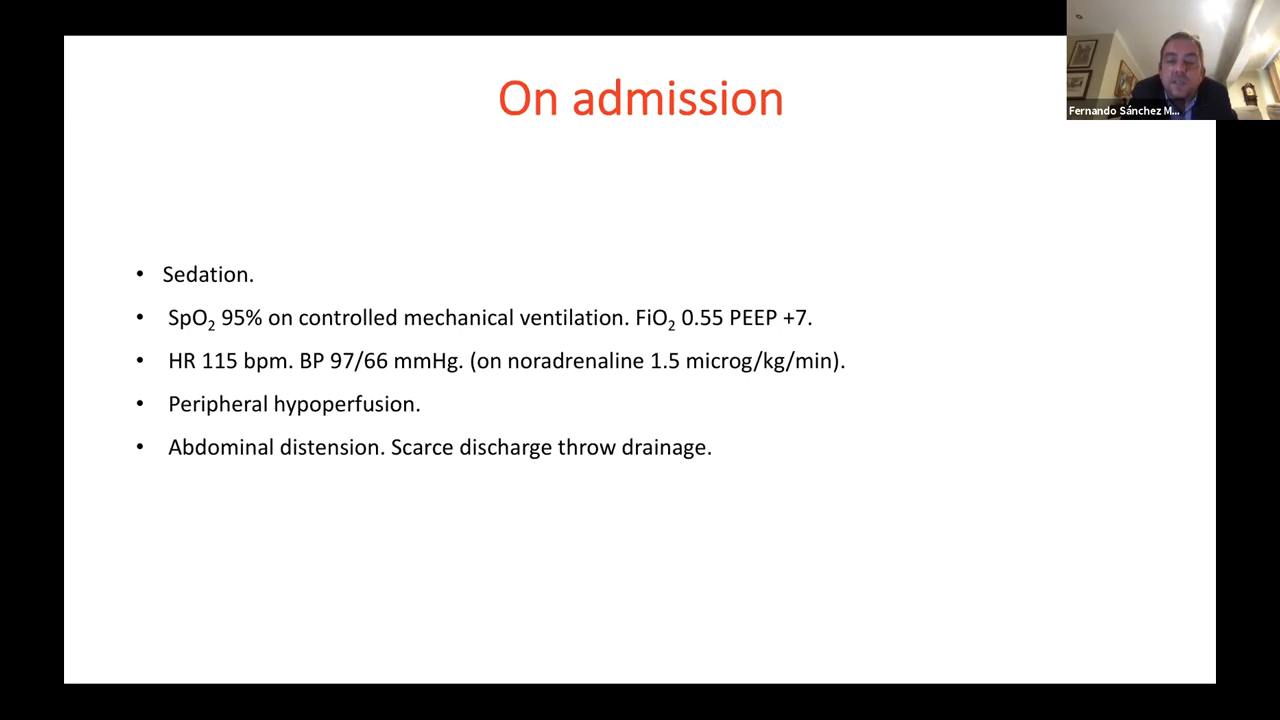 On admission
Fernando Sánchez M...
• Sedation.
• SpO₂ 95% on controlled mechanical ventilation. FiO₂ 0.55 PEEP +7.
• HR 115 bpm. BP 97/66 mmHg. (on noradrenaline 1.5 microg/kg/min).
• Peripheral hypoperfusion.
• Abdominal distension. Scarce discharge throw drainage.